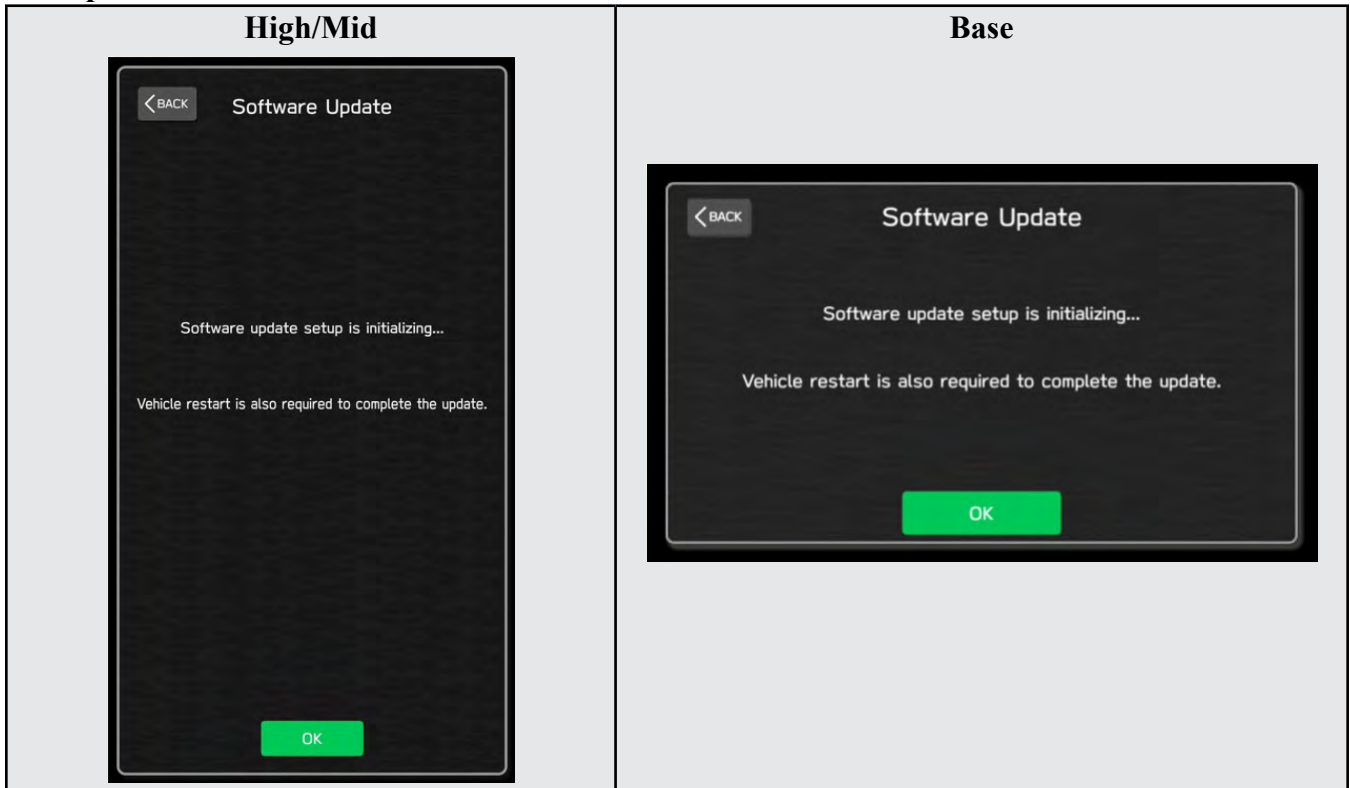 High/Mid
Base
BACK
Software Update
Software update setup is initializing...
Vehicle restart is also required to complete the update.
OK
BACK
Software Update
Software update setup is initializing...
Vehicle restart is also required to complete the update.
OK